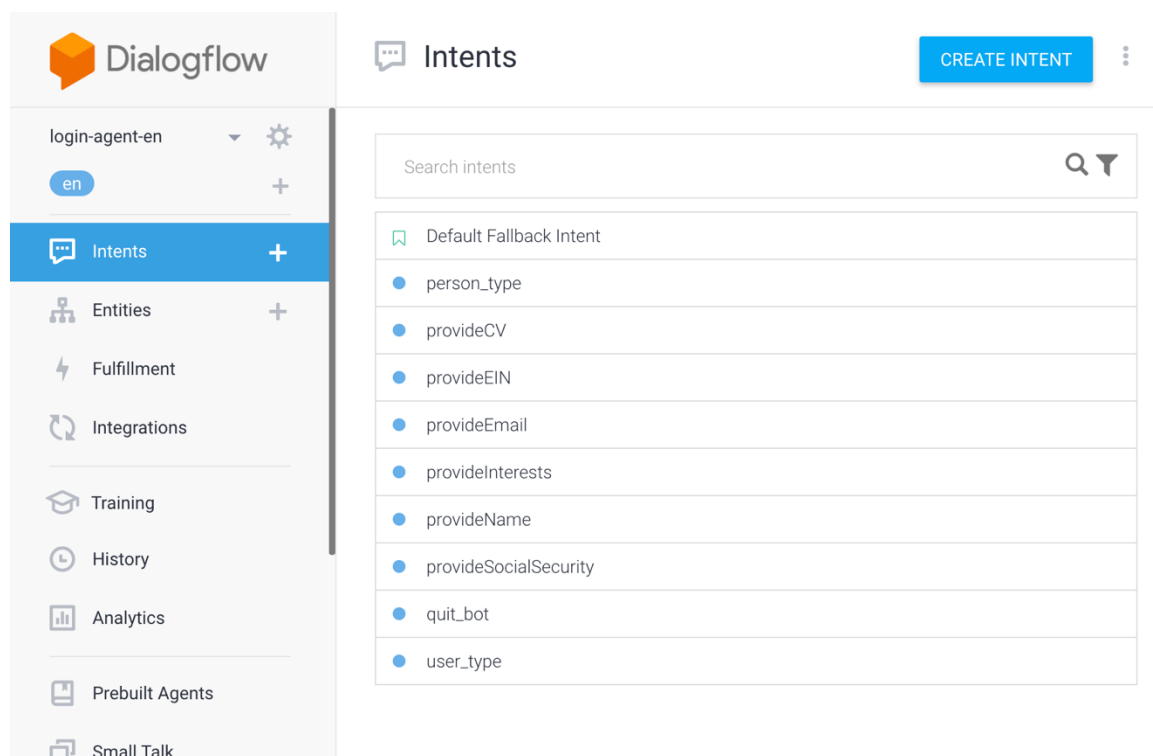 Dialogflow
login-agent-en
en
Intents
Entities
Fulfillment
Integrations
Training
History
Analytics
Prebuilt Agents
Small Talk
Intents
CREATE INTENT
Search intents
Default Fallback Intent
person_type
provideCV
provideEIN
provideEmail
provideInterests
provideName
provideSocialSecurity
quit_bot
user_type